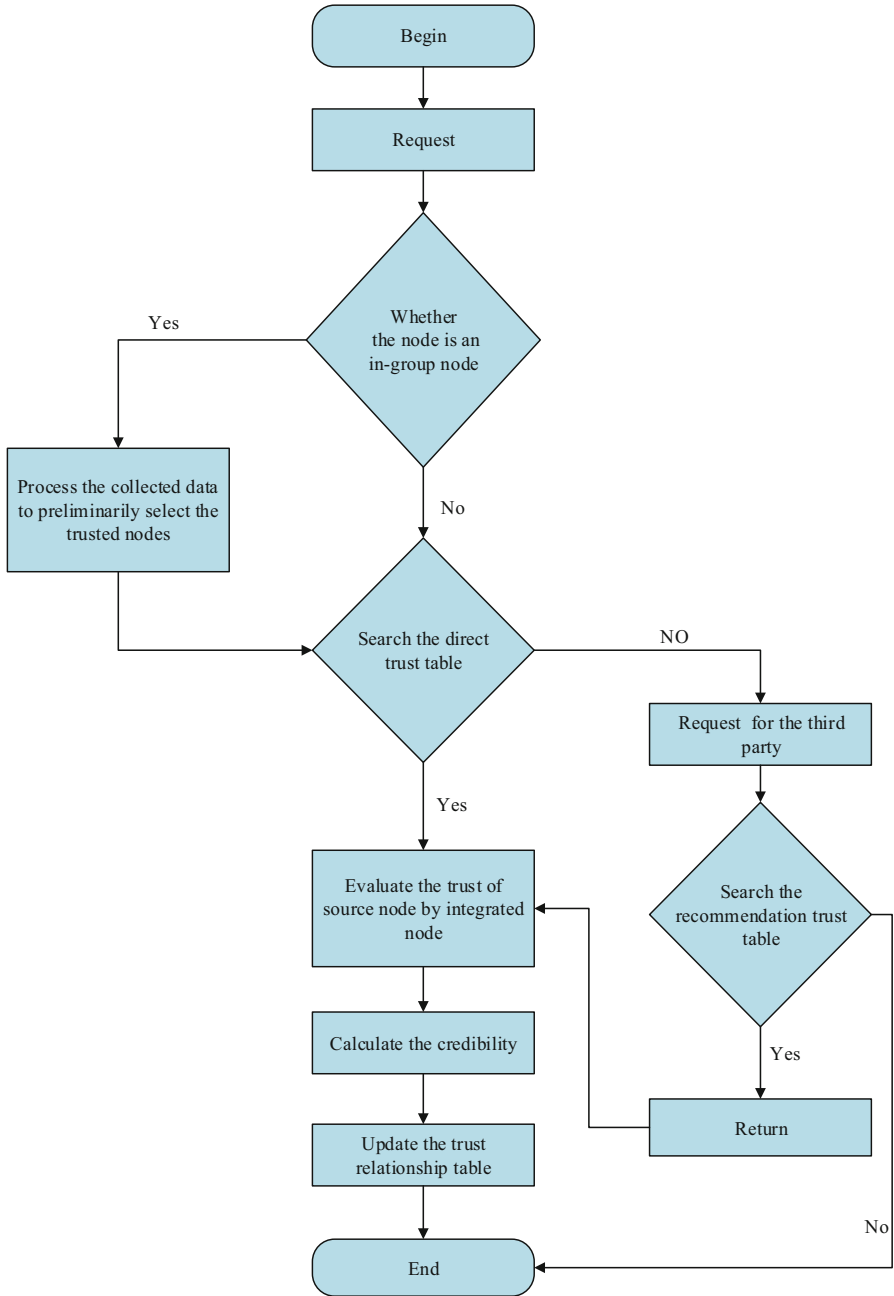 Begin
Request
Whether
the node is an
in-group node
Yes
Process the collected data
to preliminarily select the
trusted nodes
No
Search the direct
trust table
NO
Request for the third
party
Yes
Evaluate the trust of
source node by integrated
node
Search the
recommendation trust
table
Calculate the credibility
Yes
Return
Update the trust
relationship table
No
End